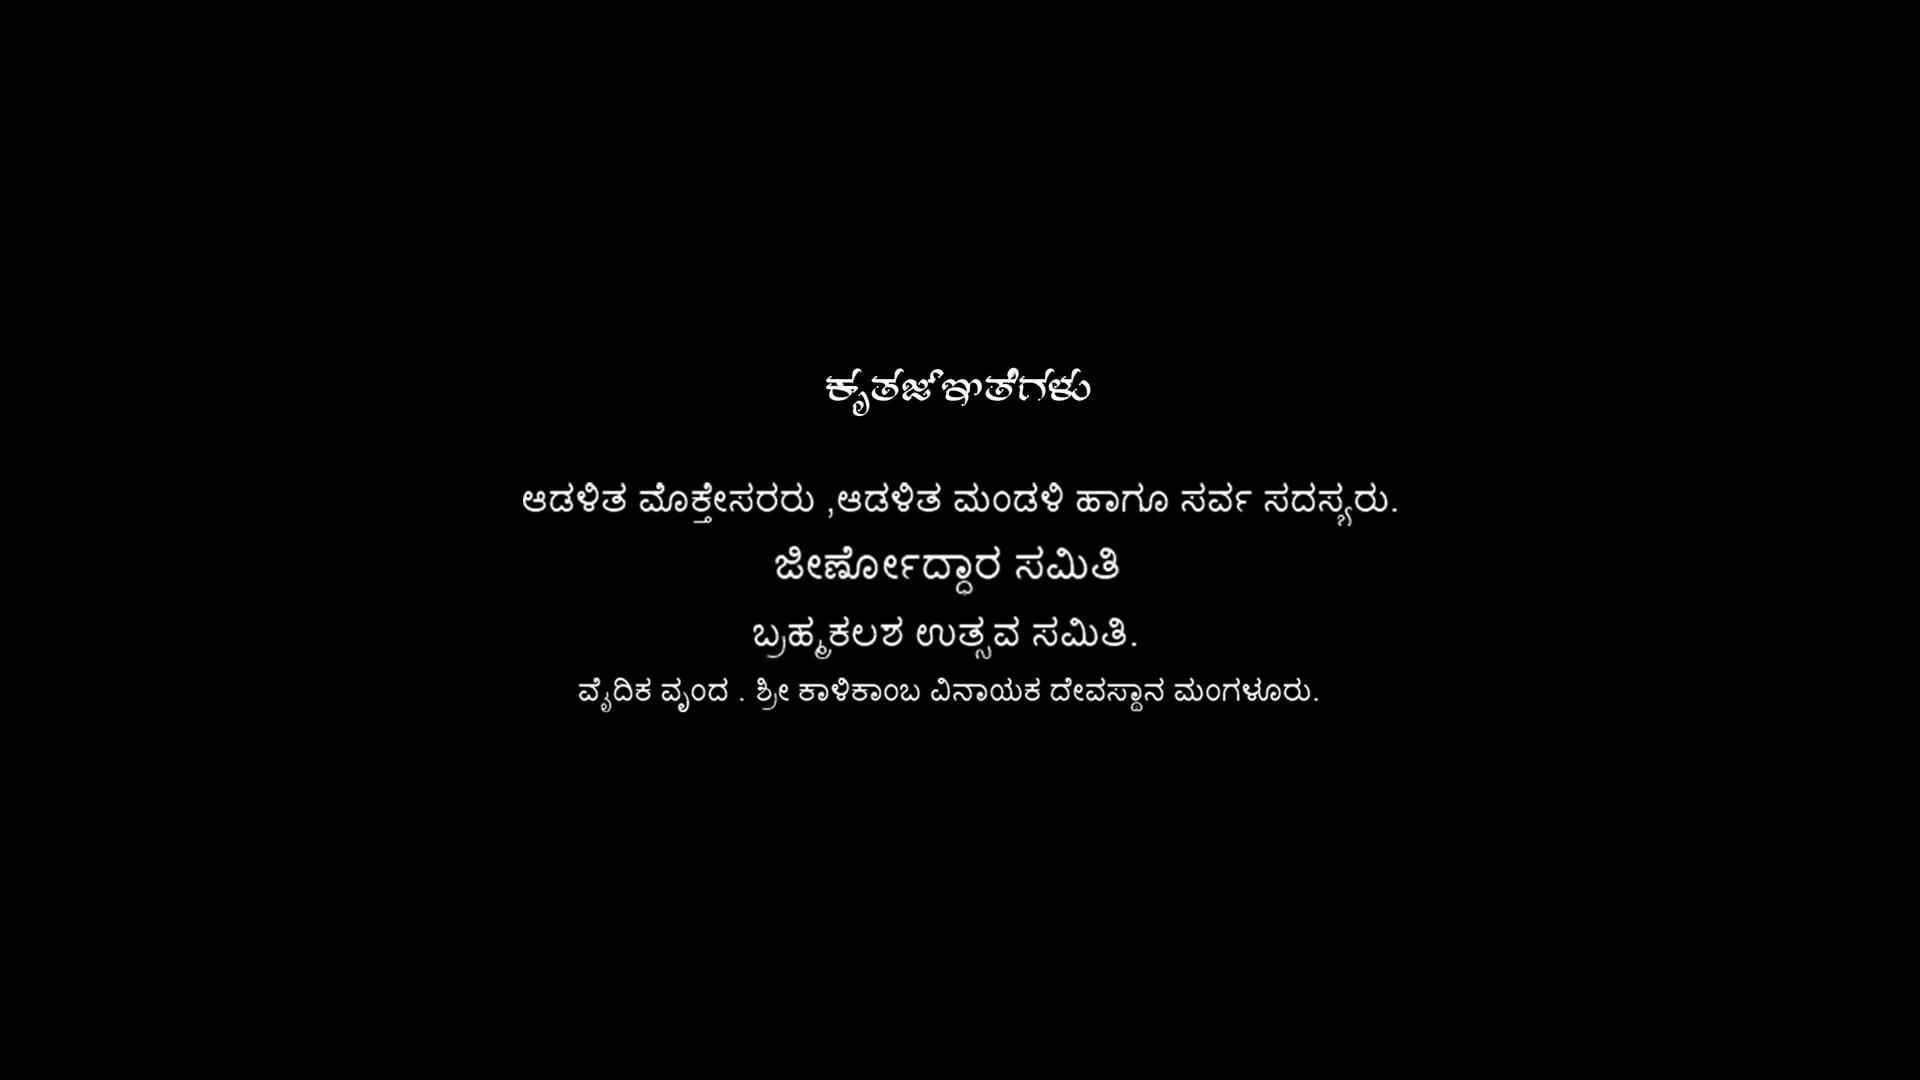 ಕೃತಜ್ಞತೆಗಳು
ಆಡಳಿತ ಮೊಕ್ತೇಸರರು ,ಆಡಳಿತ ಮಂಡಳಿ ಹಾಗೂ ಸರ್ವ ಸದಸ್ಯರು.
ಜೀರ್ಣೋದ್ಧಾರ ಸಮಿತಿ
ಬ್ರಹ್ಮಕಲಶ ಉತ್ಸವ ಸಮಿತಿ.
ವೈದಿಕ ವೃಂದ . ಶ್ರೀ ಕಾಳಿಕಾಂಬ ವಿನಾಯಕ ದೇವಸ್ಥಾನ ಮಂಗಳೂರು.